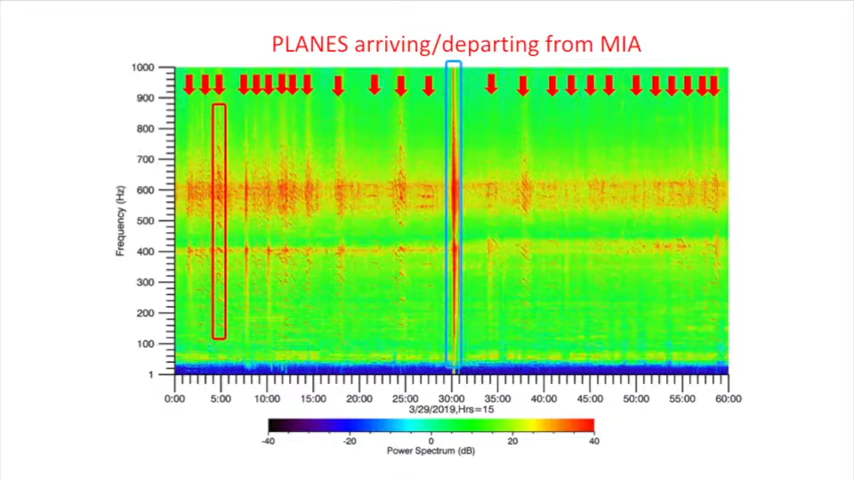 PLANES arriving/departing from MIA
1000
900
800
700
600
500
400
300
200
100
1
Frequency (Hz)
0:00 5:00 10:00 15:00 20:00 25:00 30:00 35:00 40:00 45:00 50:00 55:00 60:00
3/29/2019,Hrs=15
-40 -20 0 20 40
Power Spectrum (dB)